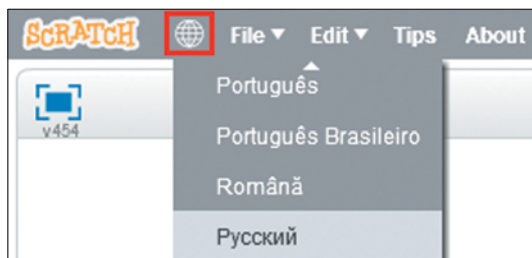 SCRATCH File ▼ Edit ▼ Tips About
Português
v454
Português Brasileiro
Română
Русский